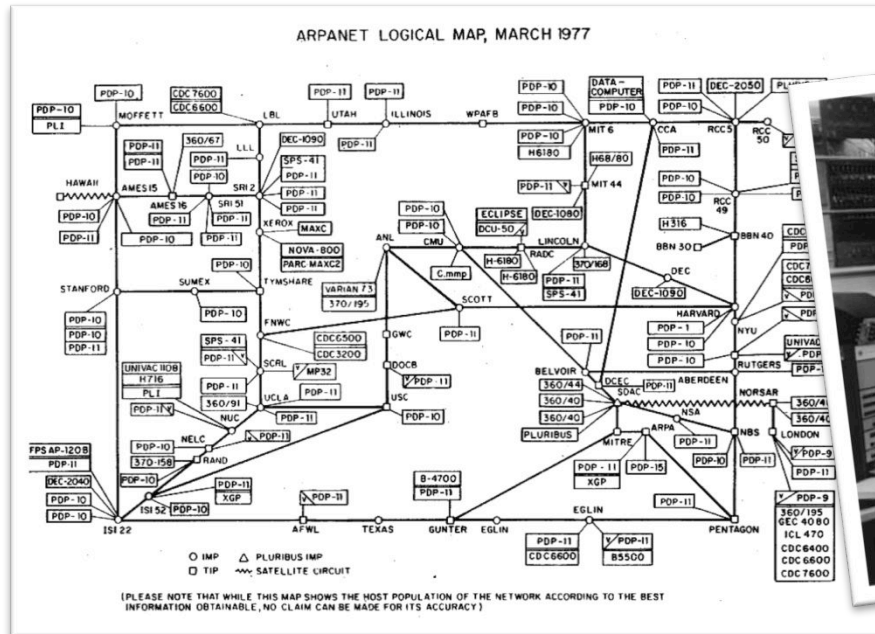 ARPANET LOGICAL MAP, MARCH 1977
PDP-10
CDC7600
CDC6600
PDP-11
PDP-11
PDP-10
PDP-10
PDP-10
H6180
DATA-
COMPUTER
PDP-10
PDP-11
PDP-10
DEC-2050
PDP-10
PLI
MOFFETT
LBL
UTAH
ILLINOIS
WPAFB
MIT 6
CCA
RCC5
RCC
50
PDP-11
PDP-11
360/67
LLL
DEC-1090
PDP-11
PDP-11
PDP-11
PDP-10
SPS-41
PDP-11
PDP-11
PDP-11
H68/80
PDP-11
MIT 44
DEC-1080
PDP-10
PDP-10
RCC
49
HAWAII
AMES15
AMES16
SRI 51
SRI 2
PDP-10
PDP-11
PDP-10
PDP-11
PDP-11
XEROX
MAXC
NOVA-800
PARC MAXC2
PDP-10
PDP-10
CMU
C.mmp
ECLIPSE
DCU-50
RADC
H-6180
H-6180
LINCOLN
370/168
PDP-11
SPS-41
DEC
DEC-1090
H316
BBN 30
BBN 40
ANL
VARIAN 73
370/195
STANFORD
SUMEX
TYMSHARE
PDP-10
PDP-10
PDP-10
PDP-11
PDP-10
SCOTT
PDP-11
HARVARD
PDP-1
PDP-10
PDP-10
NYU
FNWC
CDC6500
CDC3200
GWC
SPS-41
PDP-11
SCRL
MP32
DOCB
PDP-11
PDP-11
BELVOIR
360/44
360/40
360/40
PLURIBUS
DCEC
PDP-11
SDAC
ABERDEEN
RUTGERS
UNIVAC
NORSAR
UNIVAC 1108
H716
PLI
PDP-11
PDP-11
360/91
UCLA
PDP-11
USC
PDP-10
NUC
NELC
PDP-11
PDP-10
370-158
RAND
PDP-10
NSA
PDP-11
NBS
PDP-10
PDP-11
MITRE
ARPA
PDP-11
XGP
PDP-15
LONDON
PDP-9
PDP-11
PDP-9
360/195
GEC 4080
ICL 470
CDC6400
CDC6600
CDC7600
FPS AP-120B
PDP-11
DEC-2040
PDP-10
PDP-10
ISI 22
ISI 52
PDP-11
XGP
PDP-10
PDP-11
AFWL
TEXAS
B-4700
PDP-11
GUNTER
EGLIN
EGLIN
PDP-11
CDC6600
PDP-11
B5500
PDP-11
PENTAGON
IMP
PLURIBUS IMP
TIP
SATELLITE CIRCUIT
(PLEASE NOTE THAT WHILE THIS MAP SHOWS THE HOST POPULATION OF THE NETWORK ACCORDING TO THE BEST
INFORMATION OBTAINABLE, NO CLAIM CAN BE MADE FOR ITS ACCURACY)